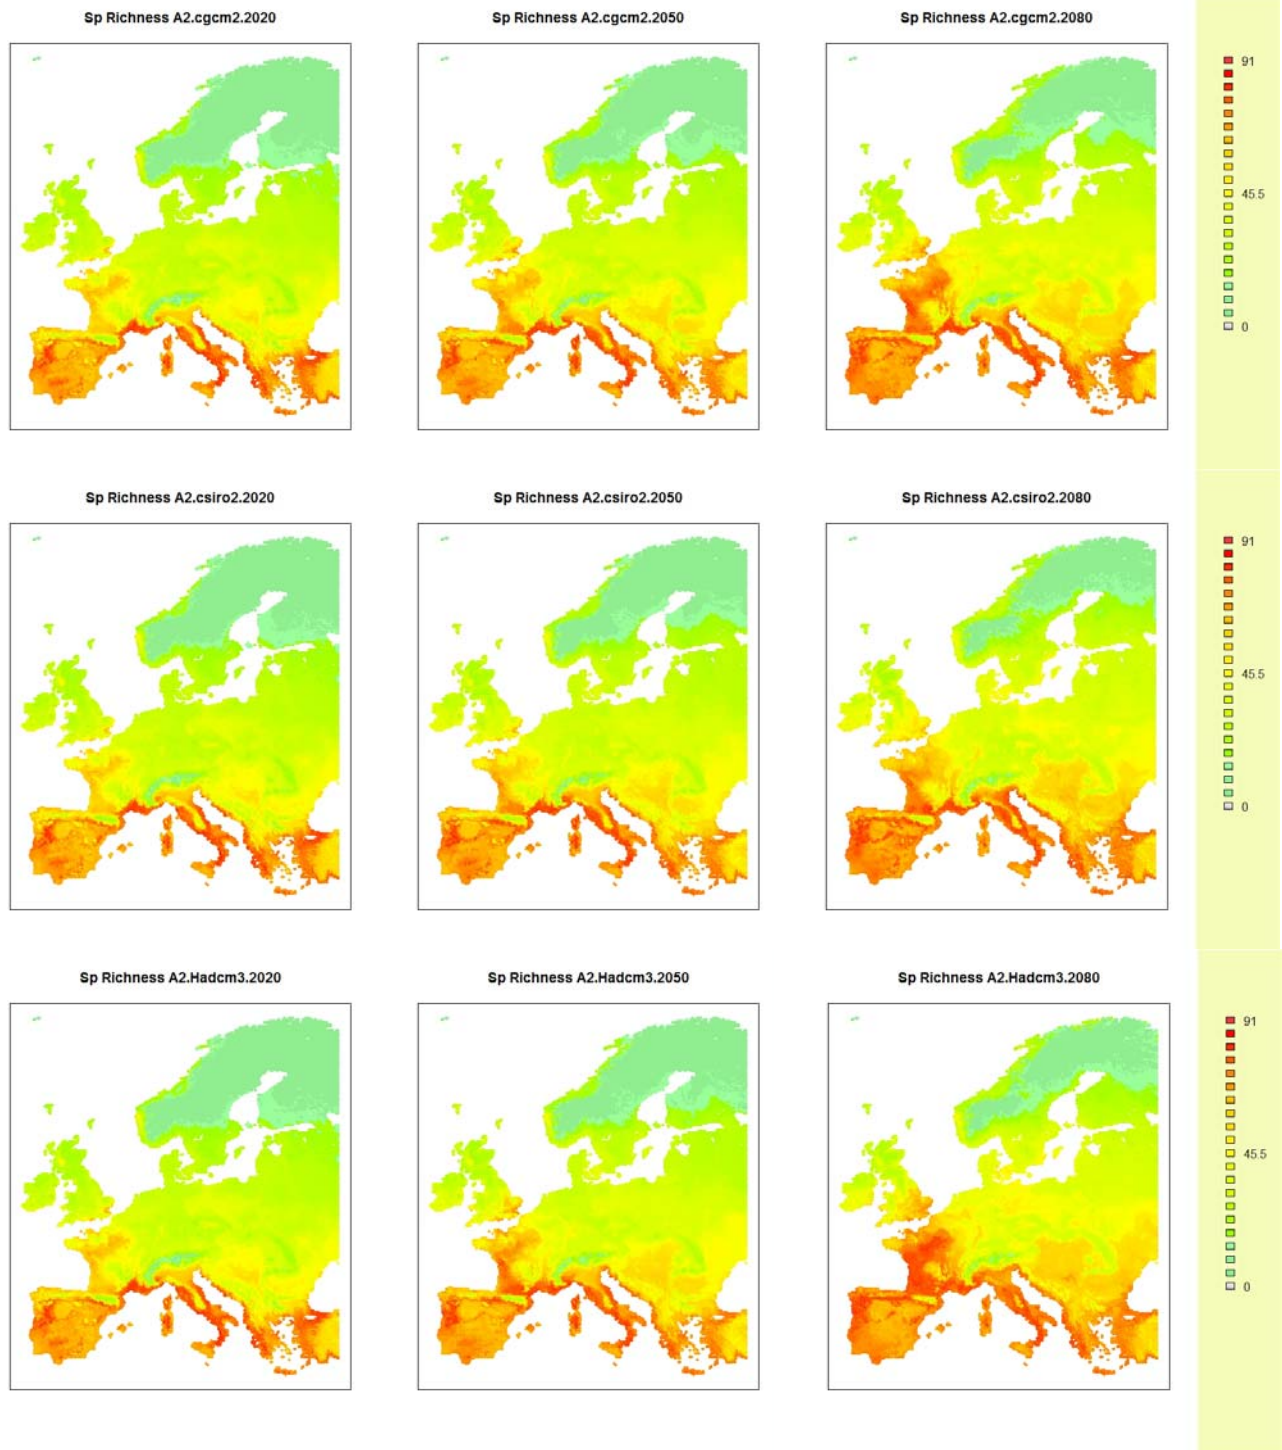 Sp Richness A2.cgcm2.2020
Sp Richness A2.cgcm2.2050
Sp Richness A2.cgcm2.2080
91
45.5
0
Sp Richness A2.csiro2.2020
Sp Richness A2.csiro2.2050
Sp Richness A2.csiro2.2080
91
45.5
0
Sp Richness A2.Hadcm3.2020
Sp Richness A2.Hadcm3.2050
Sp Richness A2.Hadcm3.2080
91
45.5
0